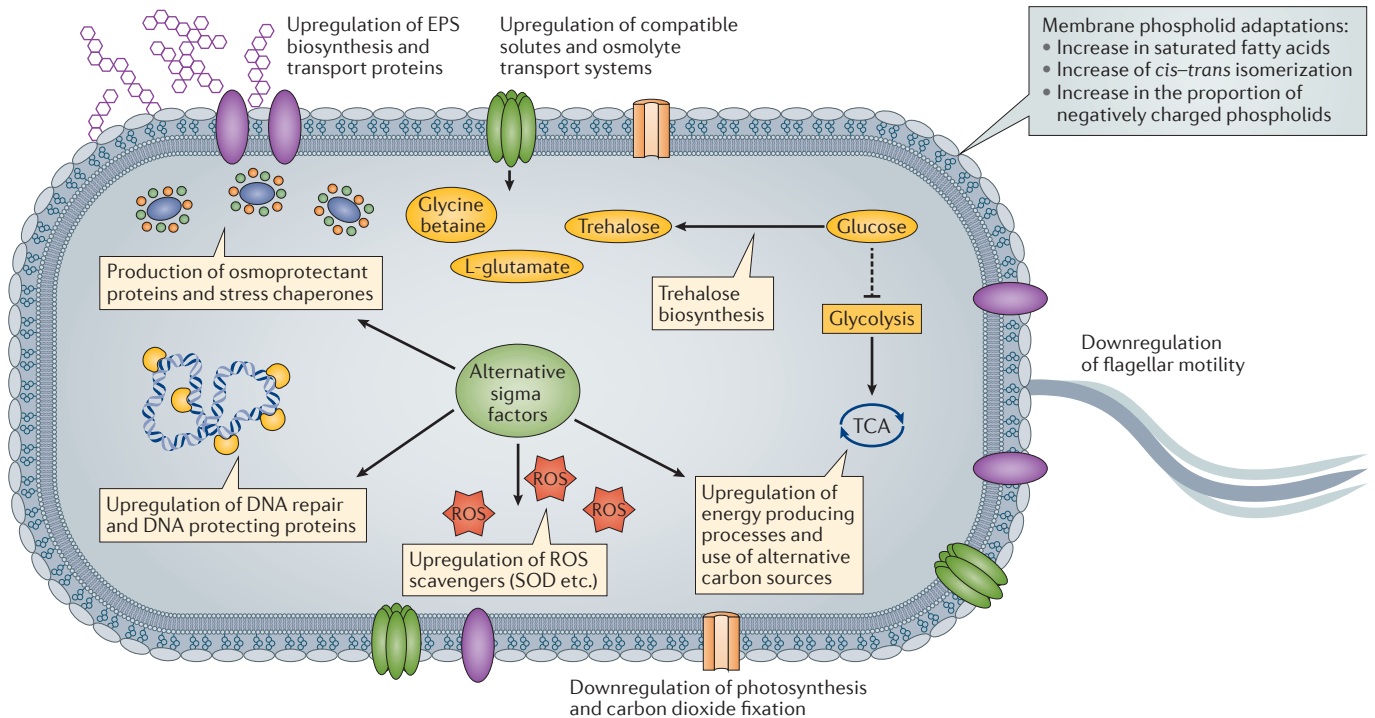 Upregulation of EPS
biosynthesis and
transport proteins
Upregulation of compatible
solutes and osmolyte
transport systems
Membrane phospholid adaptations:
• Increase in saturated fatty acids
• Increase of cis–trans isomerization
• Increase in the proportion of
negatively charged phospholids
Glycine
betaine
Trehalose
Glucose
L-glutamate
Production of osmoprotectant
proteins and stress chaperones
Trehalose
biosynthesis
Glycolysis
Downregulation
of flagellar motility
Alternative
sigma
factors
TCA
Upregulation of DNA repair
and DNA protecting proteins
ROS
ROS
ROS
Upregulation of ROS
scavengers (SOD etc.)
Upregulation of
energy producing
processes and
use of alternative
carbon sources
Downregulation of photosynthesis
and carbon dioxide fixation